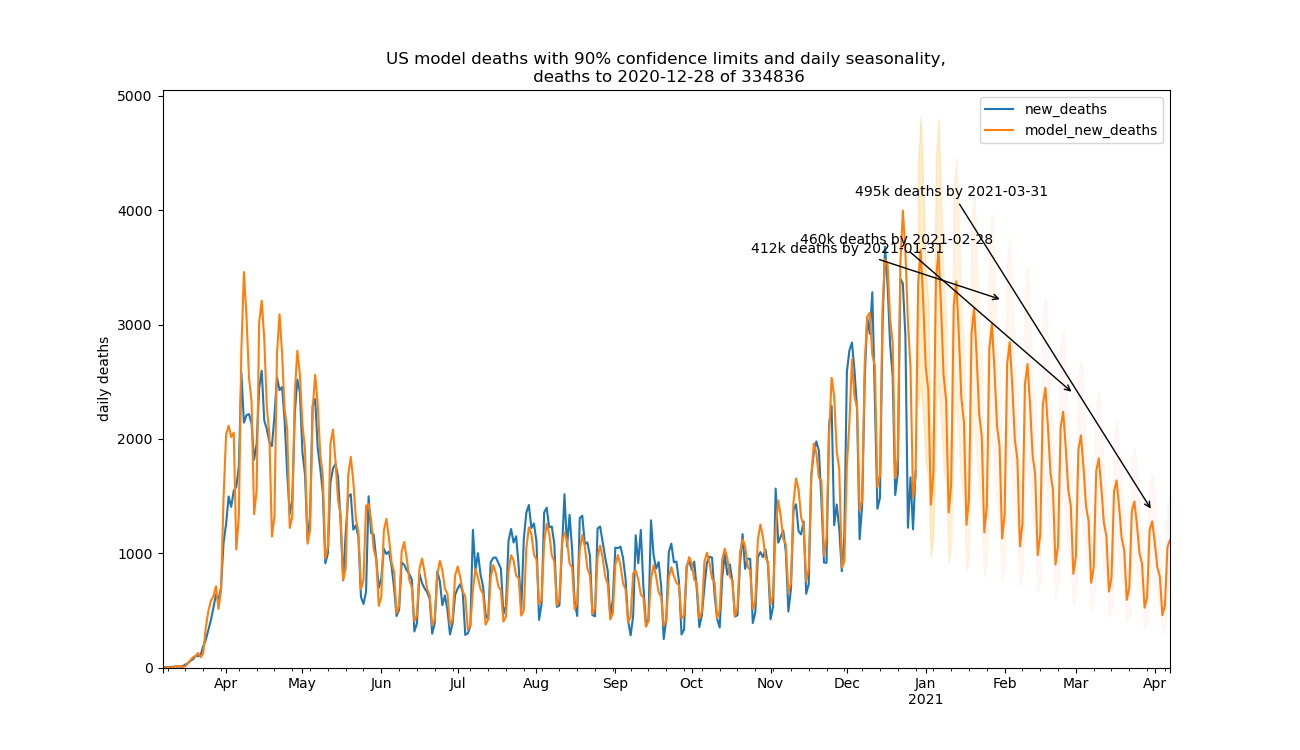 US model deaths with 90% confidence limits and daily seasonality,
deaths to 2020-12-28 of 334836
new_deaths
model_new_deaths
495k deaths by 2021-03-31
460k deaths by 2021-02-28
412k deaths by 2021-01-31
daily deaths
5000
4000
3000
2000
1000
0
Apr May Jun Jul Aug Sep Oct Nov Dec Jan Feb Mar Apr
2021